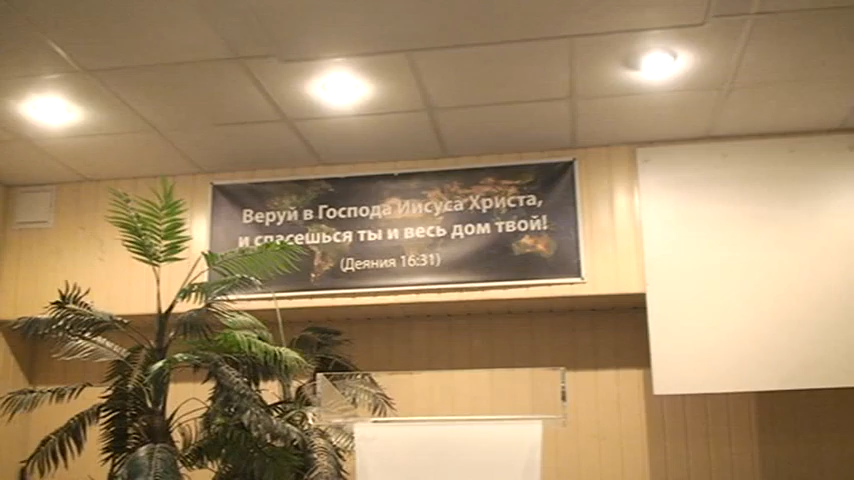 Веруй в Господа Иисуса Христа,
и спасешься ты и весь дом твой!
(Деяния 16:31)